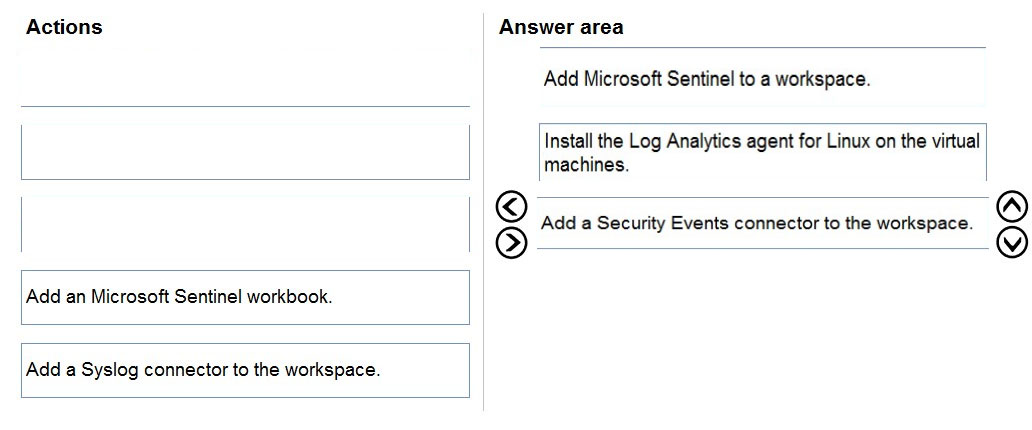 Actions
Answer area
Add Microsoft Sentinel to a workspace.
Install the Log Analytics agent for Linux on the virtual
machines.
Add a Security Events connector to the workspace.
Add an Microsoft Sentinel workbook.
Add a Syslog connector to the workspace.